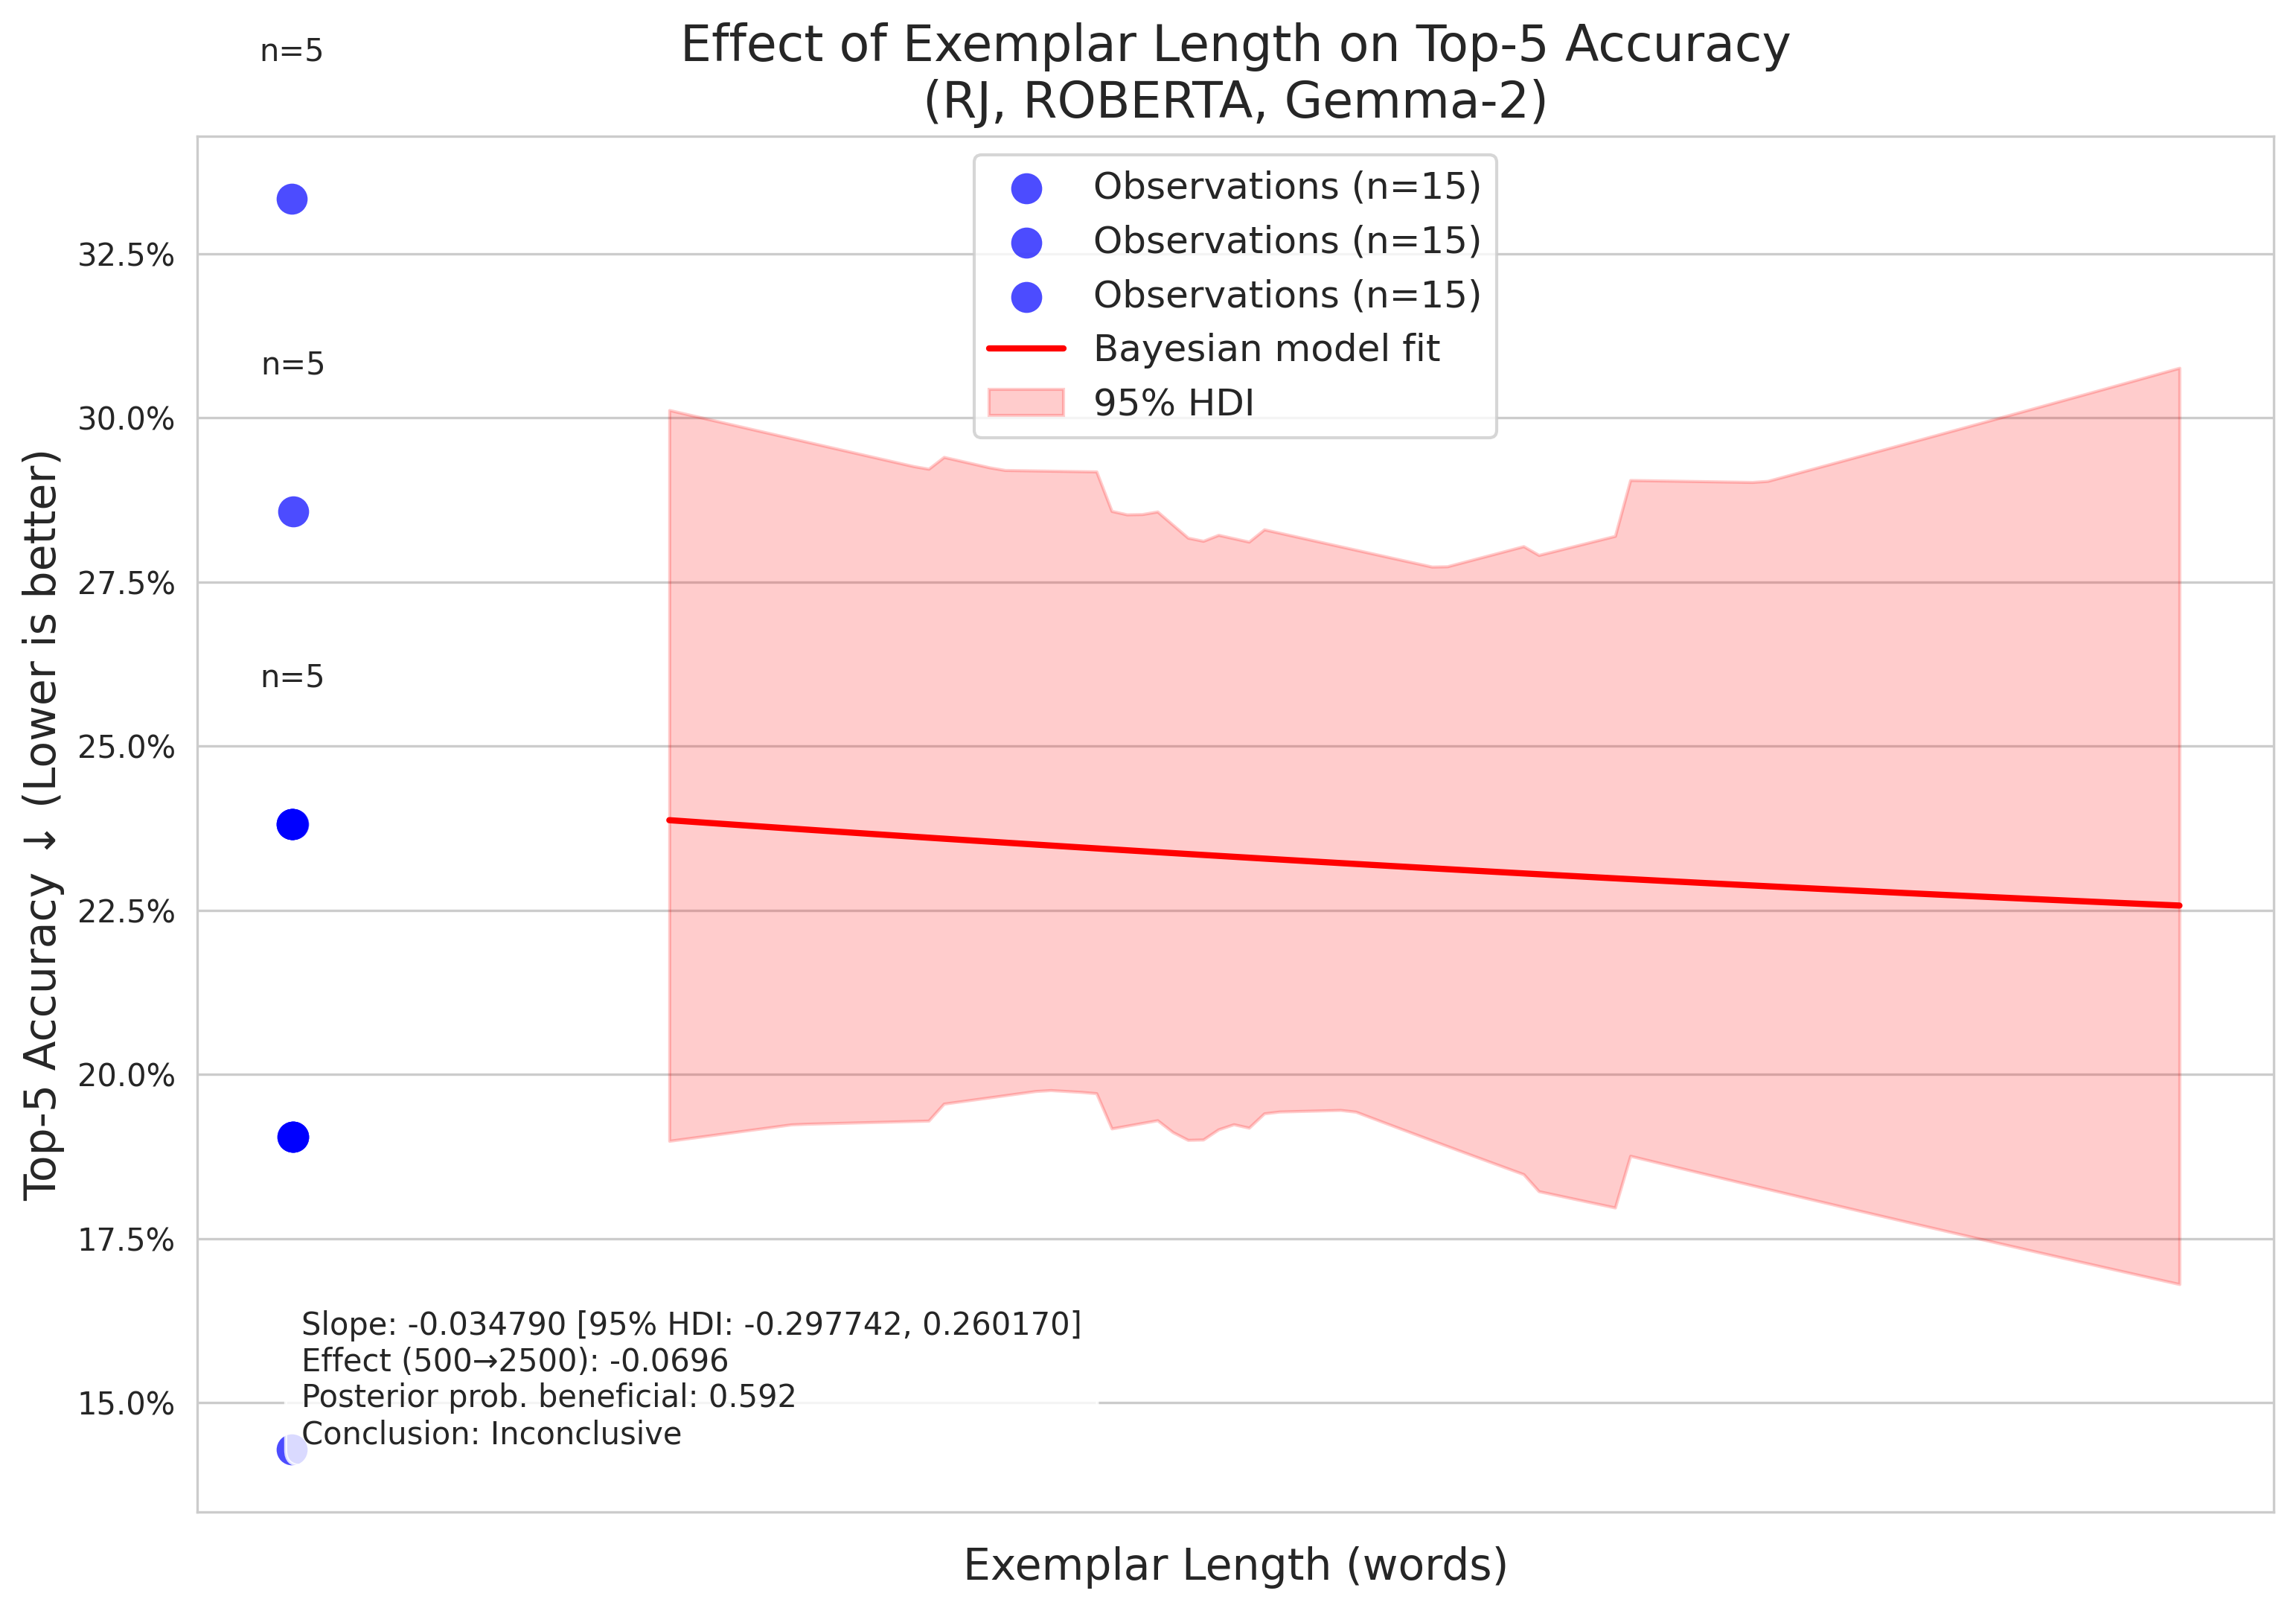 n=5
Effect of Exemplar Length on Top-5 Accuracy
(RJ, ROBERTA, Gemma-2)
Observations (n=15)
Observations (n=15)
Observations (n=15)
Bayesian model fit
95% HDI
n=5
n=5
Top-5 Accuracy ↓ (Lower is better)
32.5%
30.0%
27.5%
25.0%
22.5%
20.0%
17.5%
15.0%
Slope: -0.034790 [95% HDI: -0.297742, 0.260170]
Effect (500→2500): -0.0696
Posterior prob. beneficial: 0.592
Conclusion: Inconclusive
Exemplar Length (words)